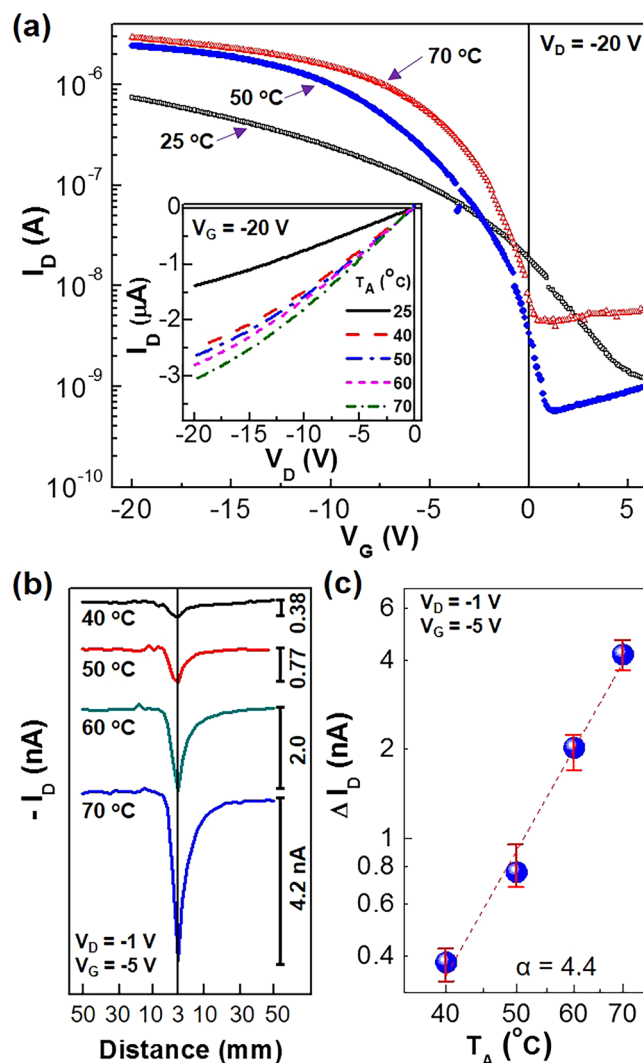 (a)
V_D = -20 V
70 °C
50 °C
25 °C
10^-6
10^-7
10^-8
10^-9
10^-10
I_D (A)
-20 -15 -10 -5 0 5
V_G (V)
V_G = -20 V
0
-1
-2
-3
I_D (μA)
T_A (°C)
25
40
50
60
70
-20 -15 -10 -5 0
V_D (V)
(b)
40 °C
0.38
50 °C
0.77
60 °C
2.0
70 °C
4.2 nA
- I_D (nA)
V_D = -1 V
V_G = -5 V
50 10 3 10 50
Distance (mm)
(c)
V_D = -1 V
V_G = -5 V
6
4
2
1
0.8
0.6
0.4
Δ I_D (nA)
α = 4.4
40 50 60 70
T_A (°C)